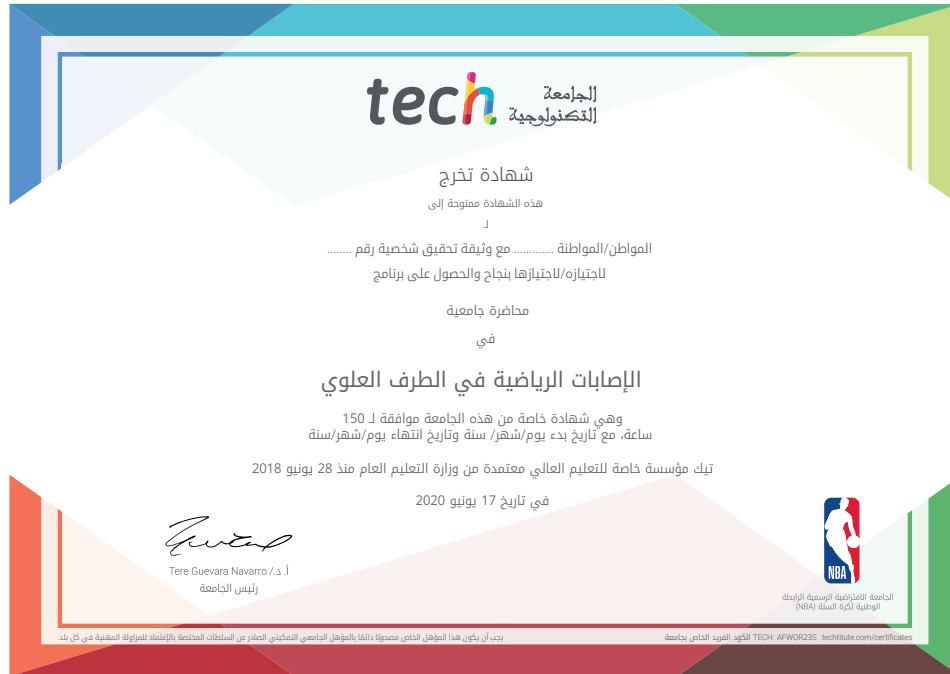 tech الجامعة
التكنولوجية
شهادة تخرج
هذه الشهادة ممنوحة إلى
لـ
المواطن/المواطنة ............ مع وثيقة تحقيق شخصية رقم ........
لاجتيازه/لاجتيازها بنجاح والحصول على برنامج
محاضرة جامعية
في
الإصابات الرياضية في الطرف العلوي
وهي شهادة خاصة من هذه الجامعة موافقة لـ 150
ساعة، مع تاريخ بدء يوم/شهر/ سنة وتاريخ انتهاء يوم/شهر/سنة
تيك مؤسسة خاصة للتعليم العالي معتمدة من وزارة التعليم العام منذ 28 يونيو 2018
في تاريخ 17 يونيو 2020
أ. د./ Tere Guevara Navarro
رئيس الجامعة
NBA
الجامعة الافتراضية الرسمية الرابطة
الوطنية لكرة السلة (NBA)
يجب أن يكون هذا المؤهل الخاص مصحوبًا دائمًا بالمؤهل الجامعي التمكيني الصادر عن السلطات المختصة بالإعتماد للمزاولة المهنية في كل بلد.
الكود الفريد الخاص بجامعة TECH: AFWOR23S techtitute.com/certificates